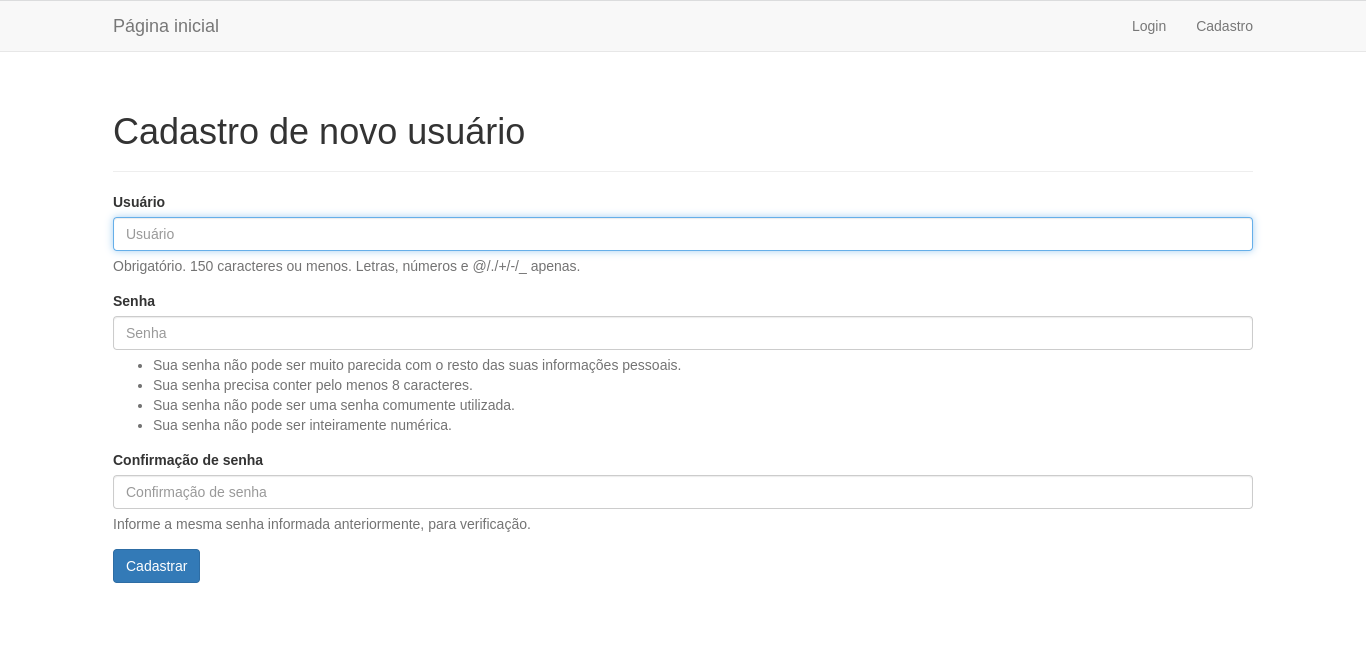 Página inicial
Login
Cadastro
Cadastro de novo usuário
Usuário
Usuário
Obrigatório. 150 caracteres ou menos. Letras, números e @/./+/-/_ apenas.
Senha
Senha
Sua senha não pode ser muito parecida com o resto das suas informações pessoais.
Sua senha precisa conter pelo menos 8 caracteres.
Sua senha não pode ser uma senha comumente utilizada.
Sua senha não pode ser inteiramente numérica.
Confirmação de senha
Confirmação de senha
Informe a mesma senha informada anteriormente, para verificação.
Cadastrar